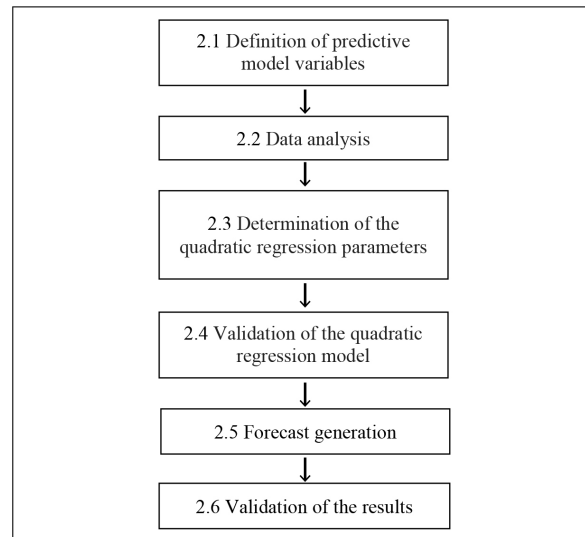 2.1 Definition of predictive
model variables
2.2 Data analysis
2.3 Determination of the
quadratic regression parameters
2.4 Validation of the quadratic
regression model
2.5 Forecast generation
2.6 Validation of the results